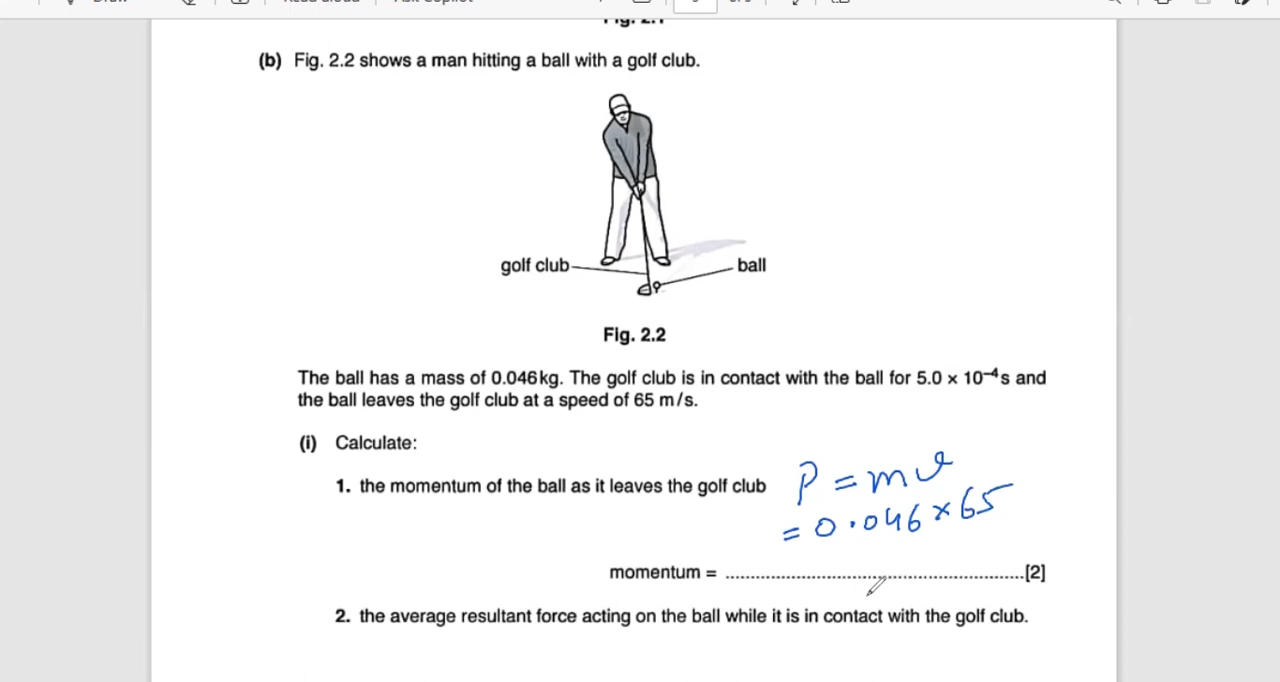 (b) Fig. 2.2 shows a man hitting a ball with a golf club.
golf club
ball
Fig. 2.2
The ball has a mass of 0.046 kg. The golf club is in contact with the ball for 5.0 × 10⁻⁴ s and
the ball leaves the golf club at a speed of 65 m/s.
(i) Calculate:
1. the momentum of the ball as it leaves the golf club
P = mv
= 0.046 × 65
momentum = ...................................................... [2]
2. the average resultant force acting on the ball while it is in contact with the golf club.